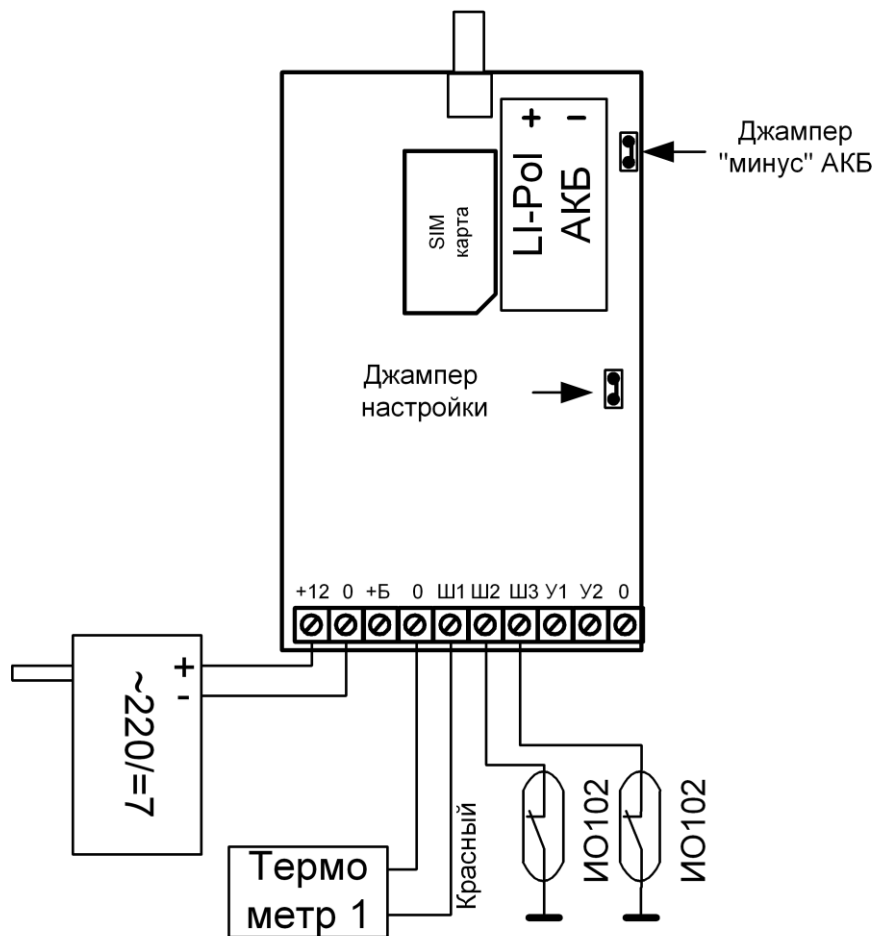 + −
LI-Pol
АКБ
SIM
карта
Джампер
"минус" АКБ
Джампер
настройки
+12 0 +Б 0 Ш1 Ш2 Ш3 У1 У2 0
+
-
~220/=7
Термо
метр 1
Красный
ИО102
ИО102